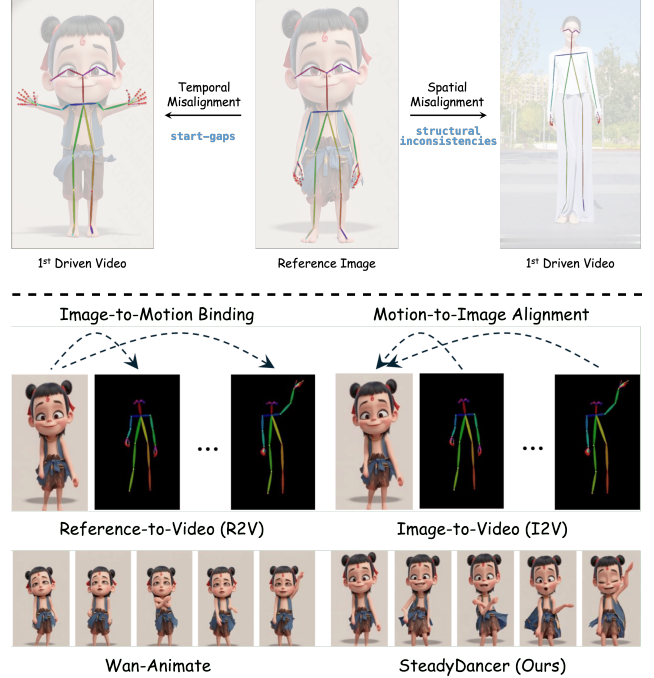 Temporal
Misalignment
start-gaps
Spatial
Misalignment
structural
inconsistencies
1st Driven Video
Reference Image
1st Driven Video
Image-to-Motion Binding
Motion-to-Image Alignment
...
...
Reference-to-Video (R2V)
Image-to-Video (I2V)
Wan-Animate
SteadyDancer (Ours)